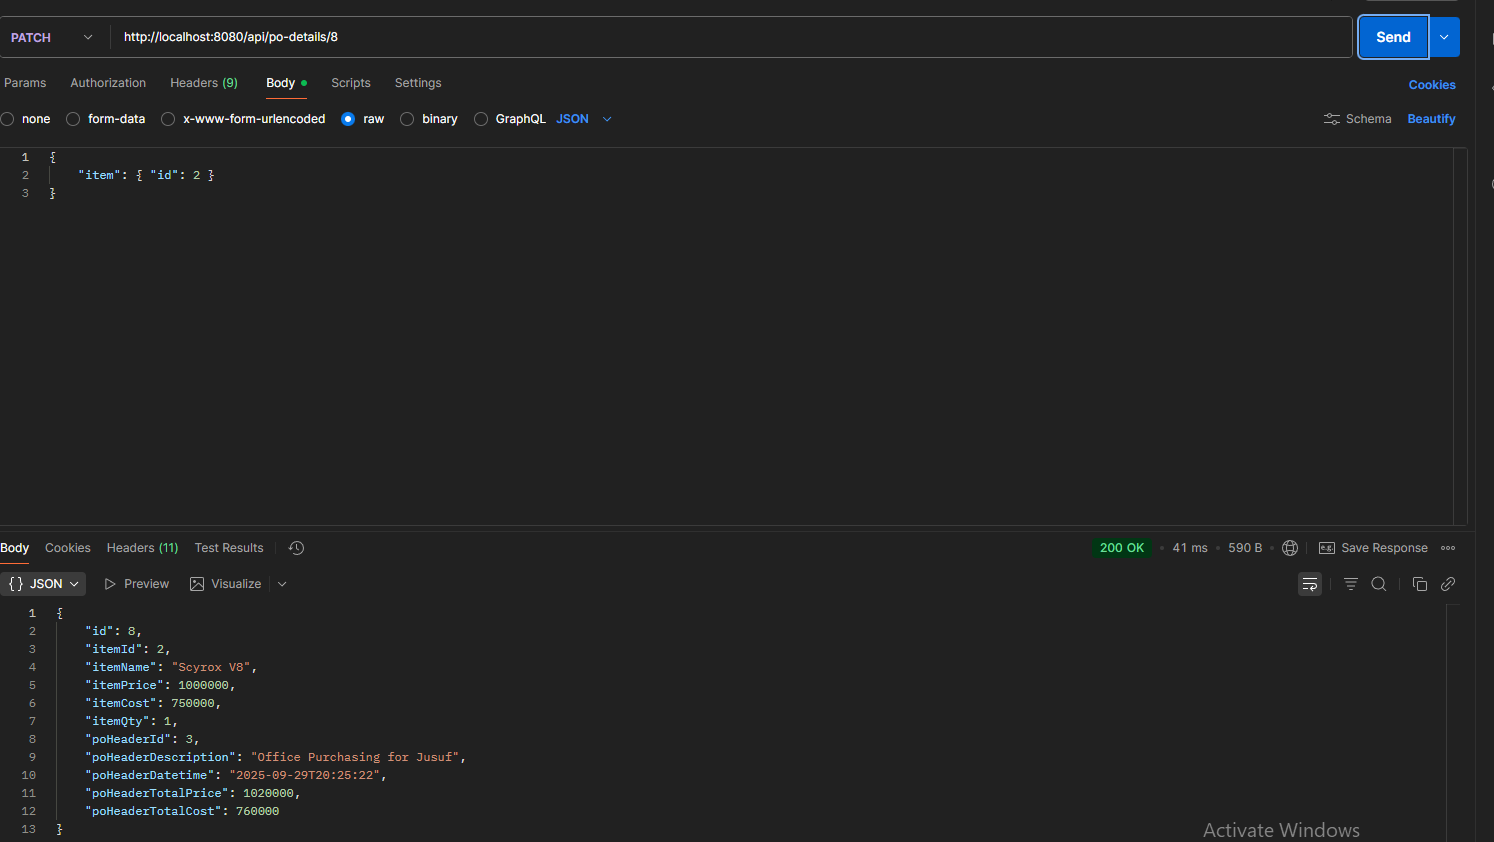 PATCH http://localhost:8080/api/po-details/8 Send
Params Authorization Headers (9) Body Scripts Settings Cookies
none form-data x-www-form-urlencoded raw binary GraphQL JSON Schema Beautify
1 {
2 "item": { "id": 2 }
3 }
Body Cookies Headers (11) Test Results 200 OK • 41 ms • 590 B • e.g. Save Response
{} JSON Preview Visualize
1 {
2 "id": 8,
3 "itemId": 2,
4 "itemName": "Scyrox V8",
5 "itemPrice": 1000000,
6 "itemCost": 750000,
7 "itemQty": 1,
8 "poHeaderId": 3,
9 "poHeaderDescription": "Office Purchasing for Jusuf",
10 "poHeaderDatetime": "2025-09-29T20:25:22",
11 "poHeaderTotalPrice": 1020000,
12 "poHeaderTotalCost": 760000
13 }
Activate Windows